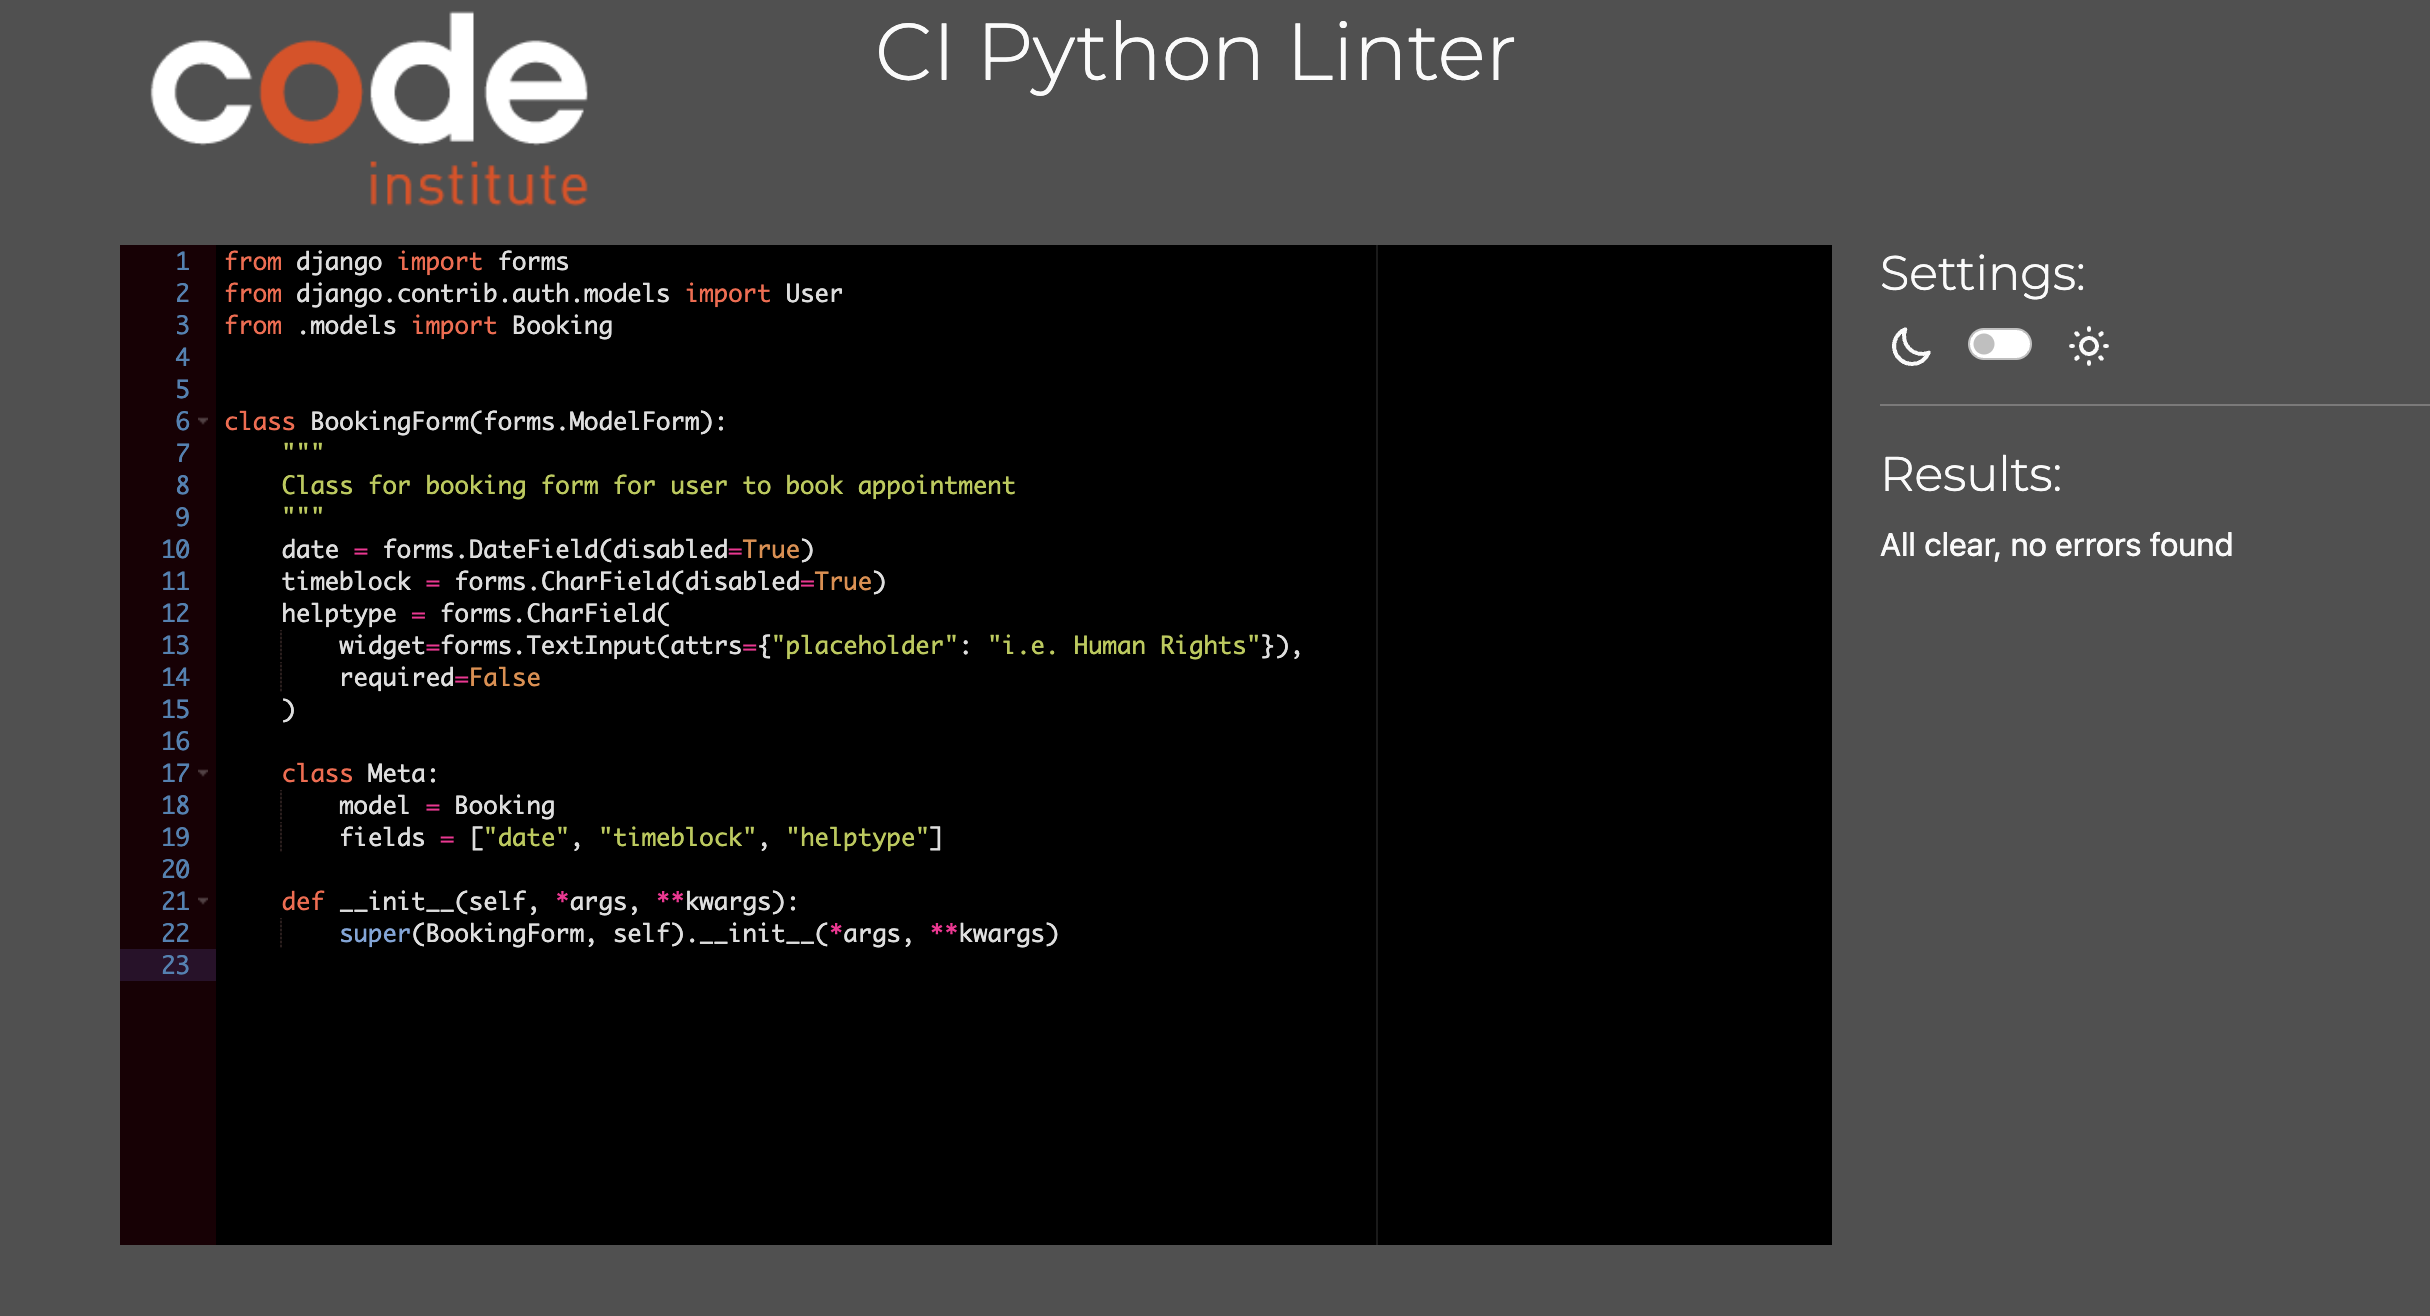 code
institute
CI Python Linter
1 from django import forms
2 from django.contrib.auth.models import User
3 from .models import Booking
4
5
6 class BookingForm(forms.ModelForm):
7     """
8     Class for booking form for user to book appointment
9     """
10     date = forms.DateField(disabled=True)
11     timeblock = forms.CharField(disabled=True)
12     helptype = forms.CharField(
13         widget=forms.TextInput(attrs={"placeholder": "i.e. Human Rights"}),
14         required=False
15     )
16
17     class Meta:
18         model = Booking
19         fields = ["date", "timeblock", "helptype"]
20
21     def __init__(self, *args, **kwargs):
22         super(BookingForm, self).__init__(*args, **kwargs)
23
Settings:
Results:
All clear, no errors found